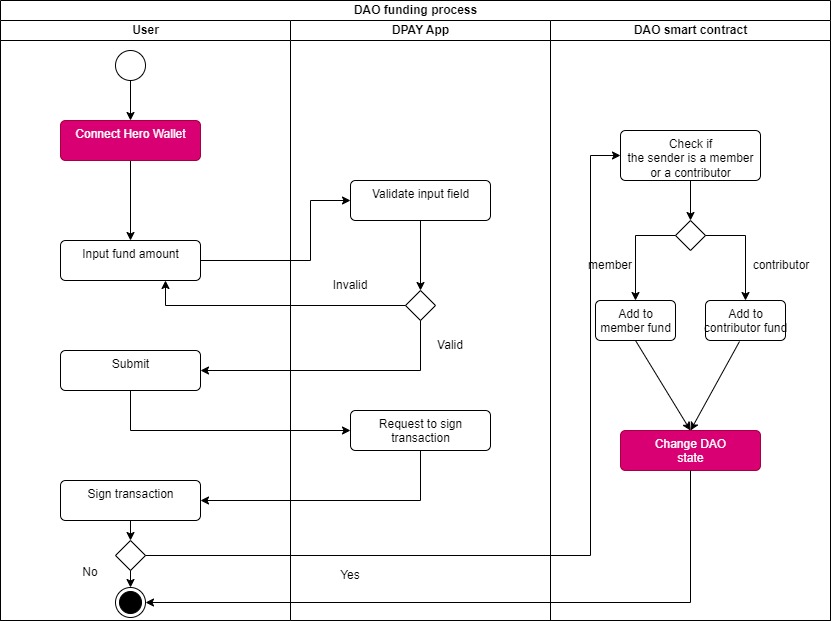 DAO funding process
User
DPAY App
DAO smart contract
Connect Hero Wallet
Check if
the sender is a member
or a contributor
Validate input field
Input fund amount
member
contributor
Invalid
Add to
member fund
Add to
contributor fund
Valid
Submit
Request to sign
transaction
Change DAO
state
Sign transaction
No
Yes